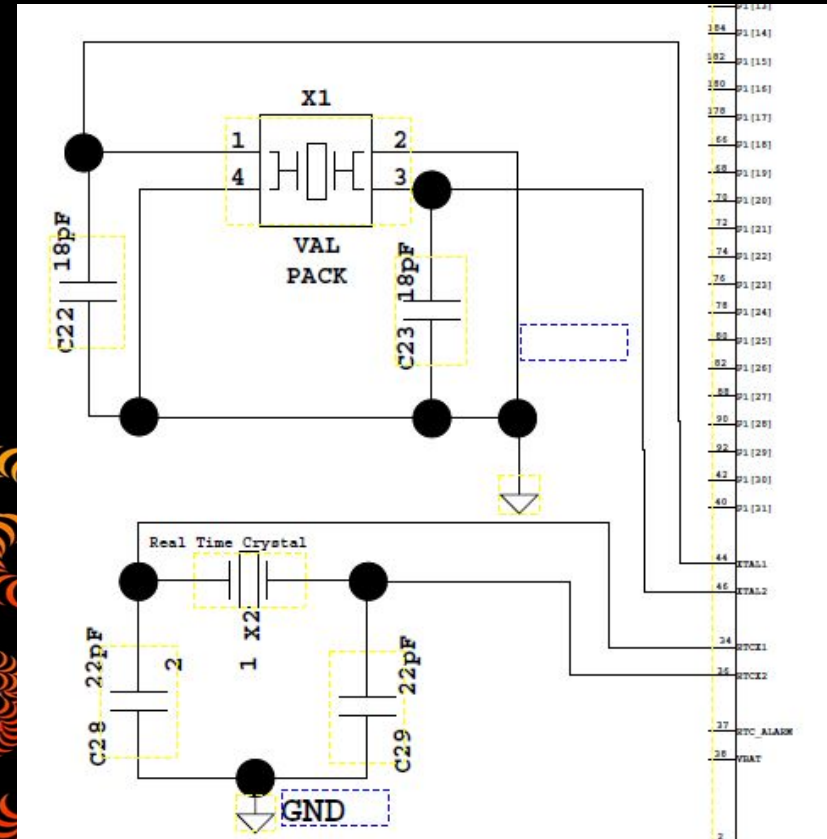 P1[13]
184 P1[14]
182 P1[15]
180 P1[16]
178 P1[17]
66 P1[18]
68 P1[19]
70 P1[20]
72 P1[21]
74 P1[22]
76 P1[23]
78 P1[24]
80 P1[25]
82 P1[26]
88 P1[27]
90 P1[28]
92 P1[29]
42 P1[30]
40 P1[31]
44 XTAL1
46 XTAL2
34 RTCX1
36 RTCX2
37 RTC_ALARM
38 VBAT
X1
1 2
4 3
VAL
PACK
18pF
C22
18pF
C23
Real Time Crystal
X2
2
1
22pF
C28
22pF
C29
GND